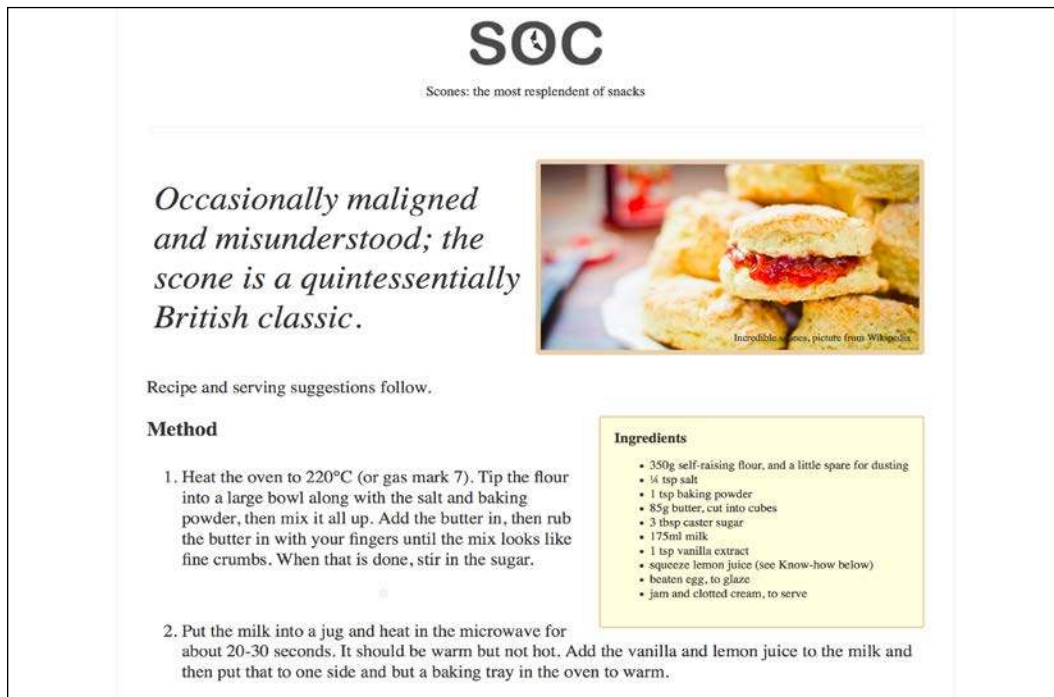 SOC
Scones: the most resplendent of snacks
Occasionally maligned
and misunderstood; the
scone is a quintessentially
British classic.
Incredible scones, picture from Wikipedia
Recipe and serving suggestions follow.
Method
1. Heat the oven to 220°C (or gas mark 7). Tip the flour
into a large bowl along with the salt and baking
powder, then mix it all up. Add the butter in, then rub
the butter in with your fingers until the mix looks like
fine crumbs. When that is done, stir in the sugar.
2. Put the milk into a jug and heat in the microwave for
about 20-30 seconds. It should be warm but not hot. Add the vanilla and lemon juice to the milk and
then put that to one side and but a baking tray in the oven to warm.
Ingredients
• 350g self-raising flour, and a little spare for dusting
• ¼ tsp salt
• 1 tsp baking powder
• 85g butter, cut into cubes
• 3 tbsp caster sugar
• 175ml milk
• 1 tsp vanilla extract
• squeeze lemon juice (see Know-how below)
• beaten egg, to glaze
• jam and clotted cream, to serve